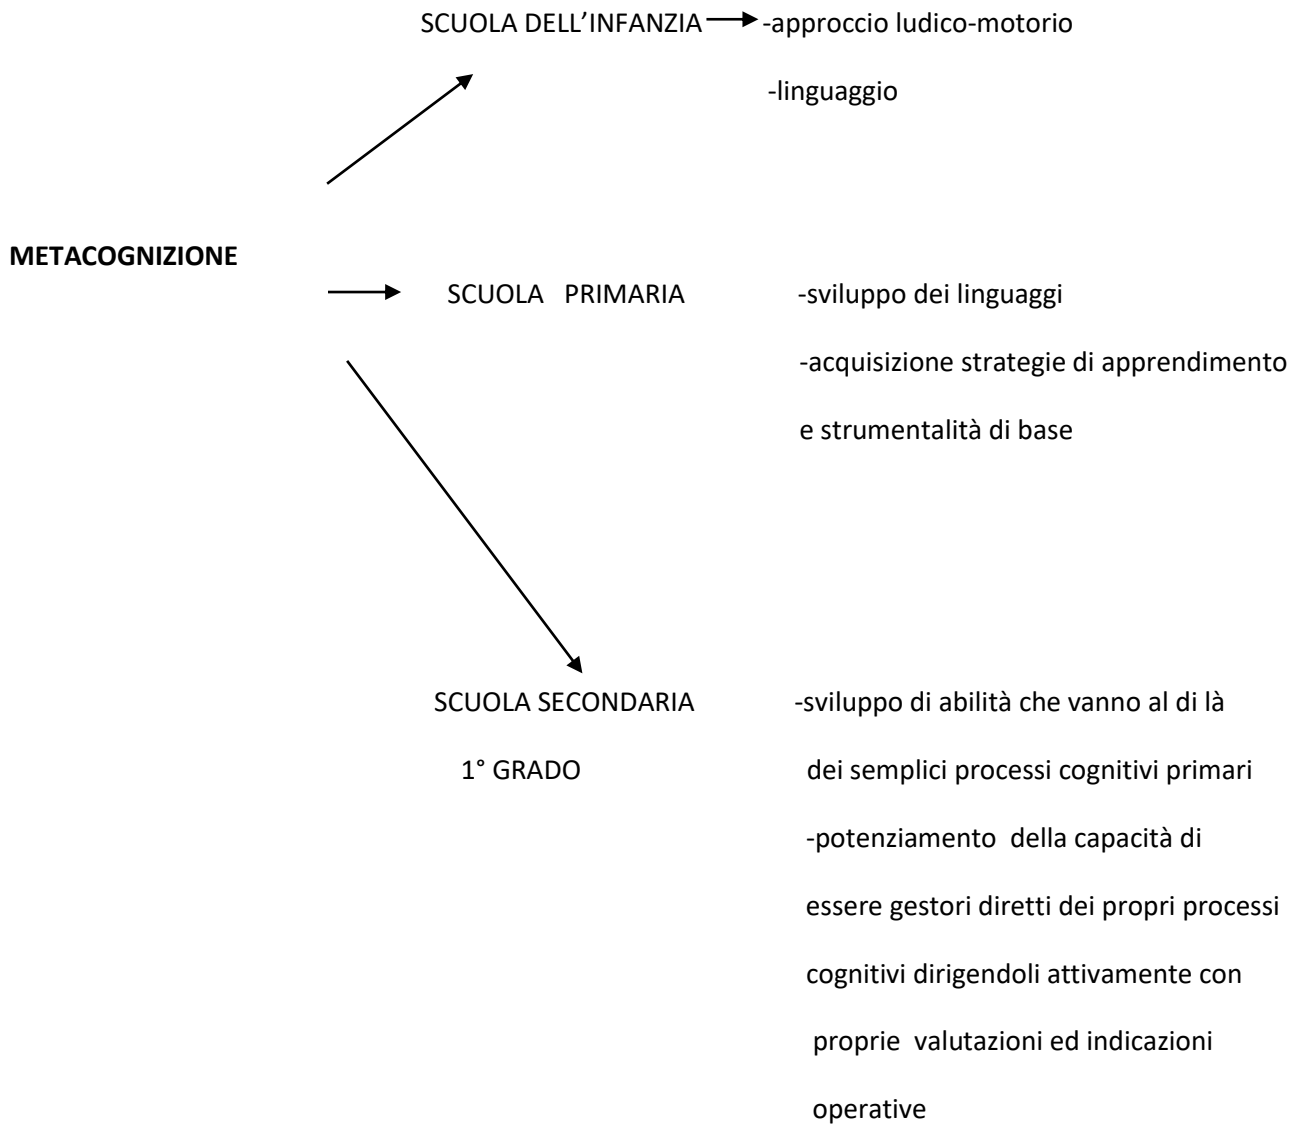 SCUOLA DELL’INFANZIA -approccio ludico-motorio
-linguaggio
METACOGNIZIONE
SCUOLA PRIMARIA -sviluppo dei linguaggi
-acquisizione strategie di apprendimento
e strumentalità di base
SCUOLA SECONDARIA -sviluppo di abilità che vanno al di là
1° GRADO dei semplici processi cognitivi primari
-potenziamento della capacità di
essere gestori diretti dei propri processi
cognitivi dirigendoli attivamente con
proprie valutazioni ed indicazioni
operative